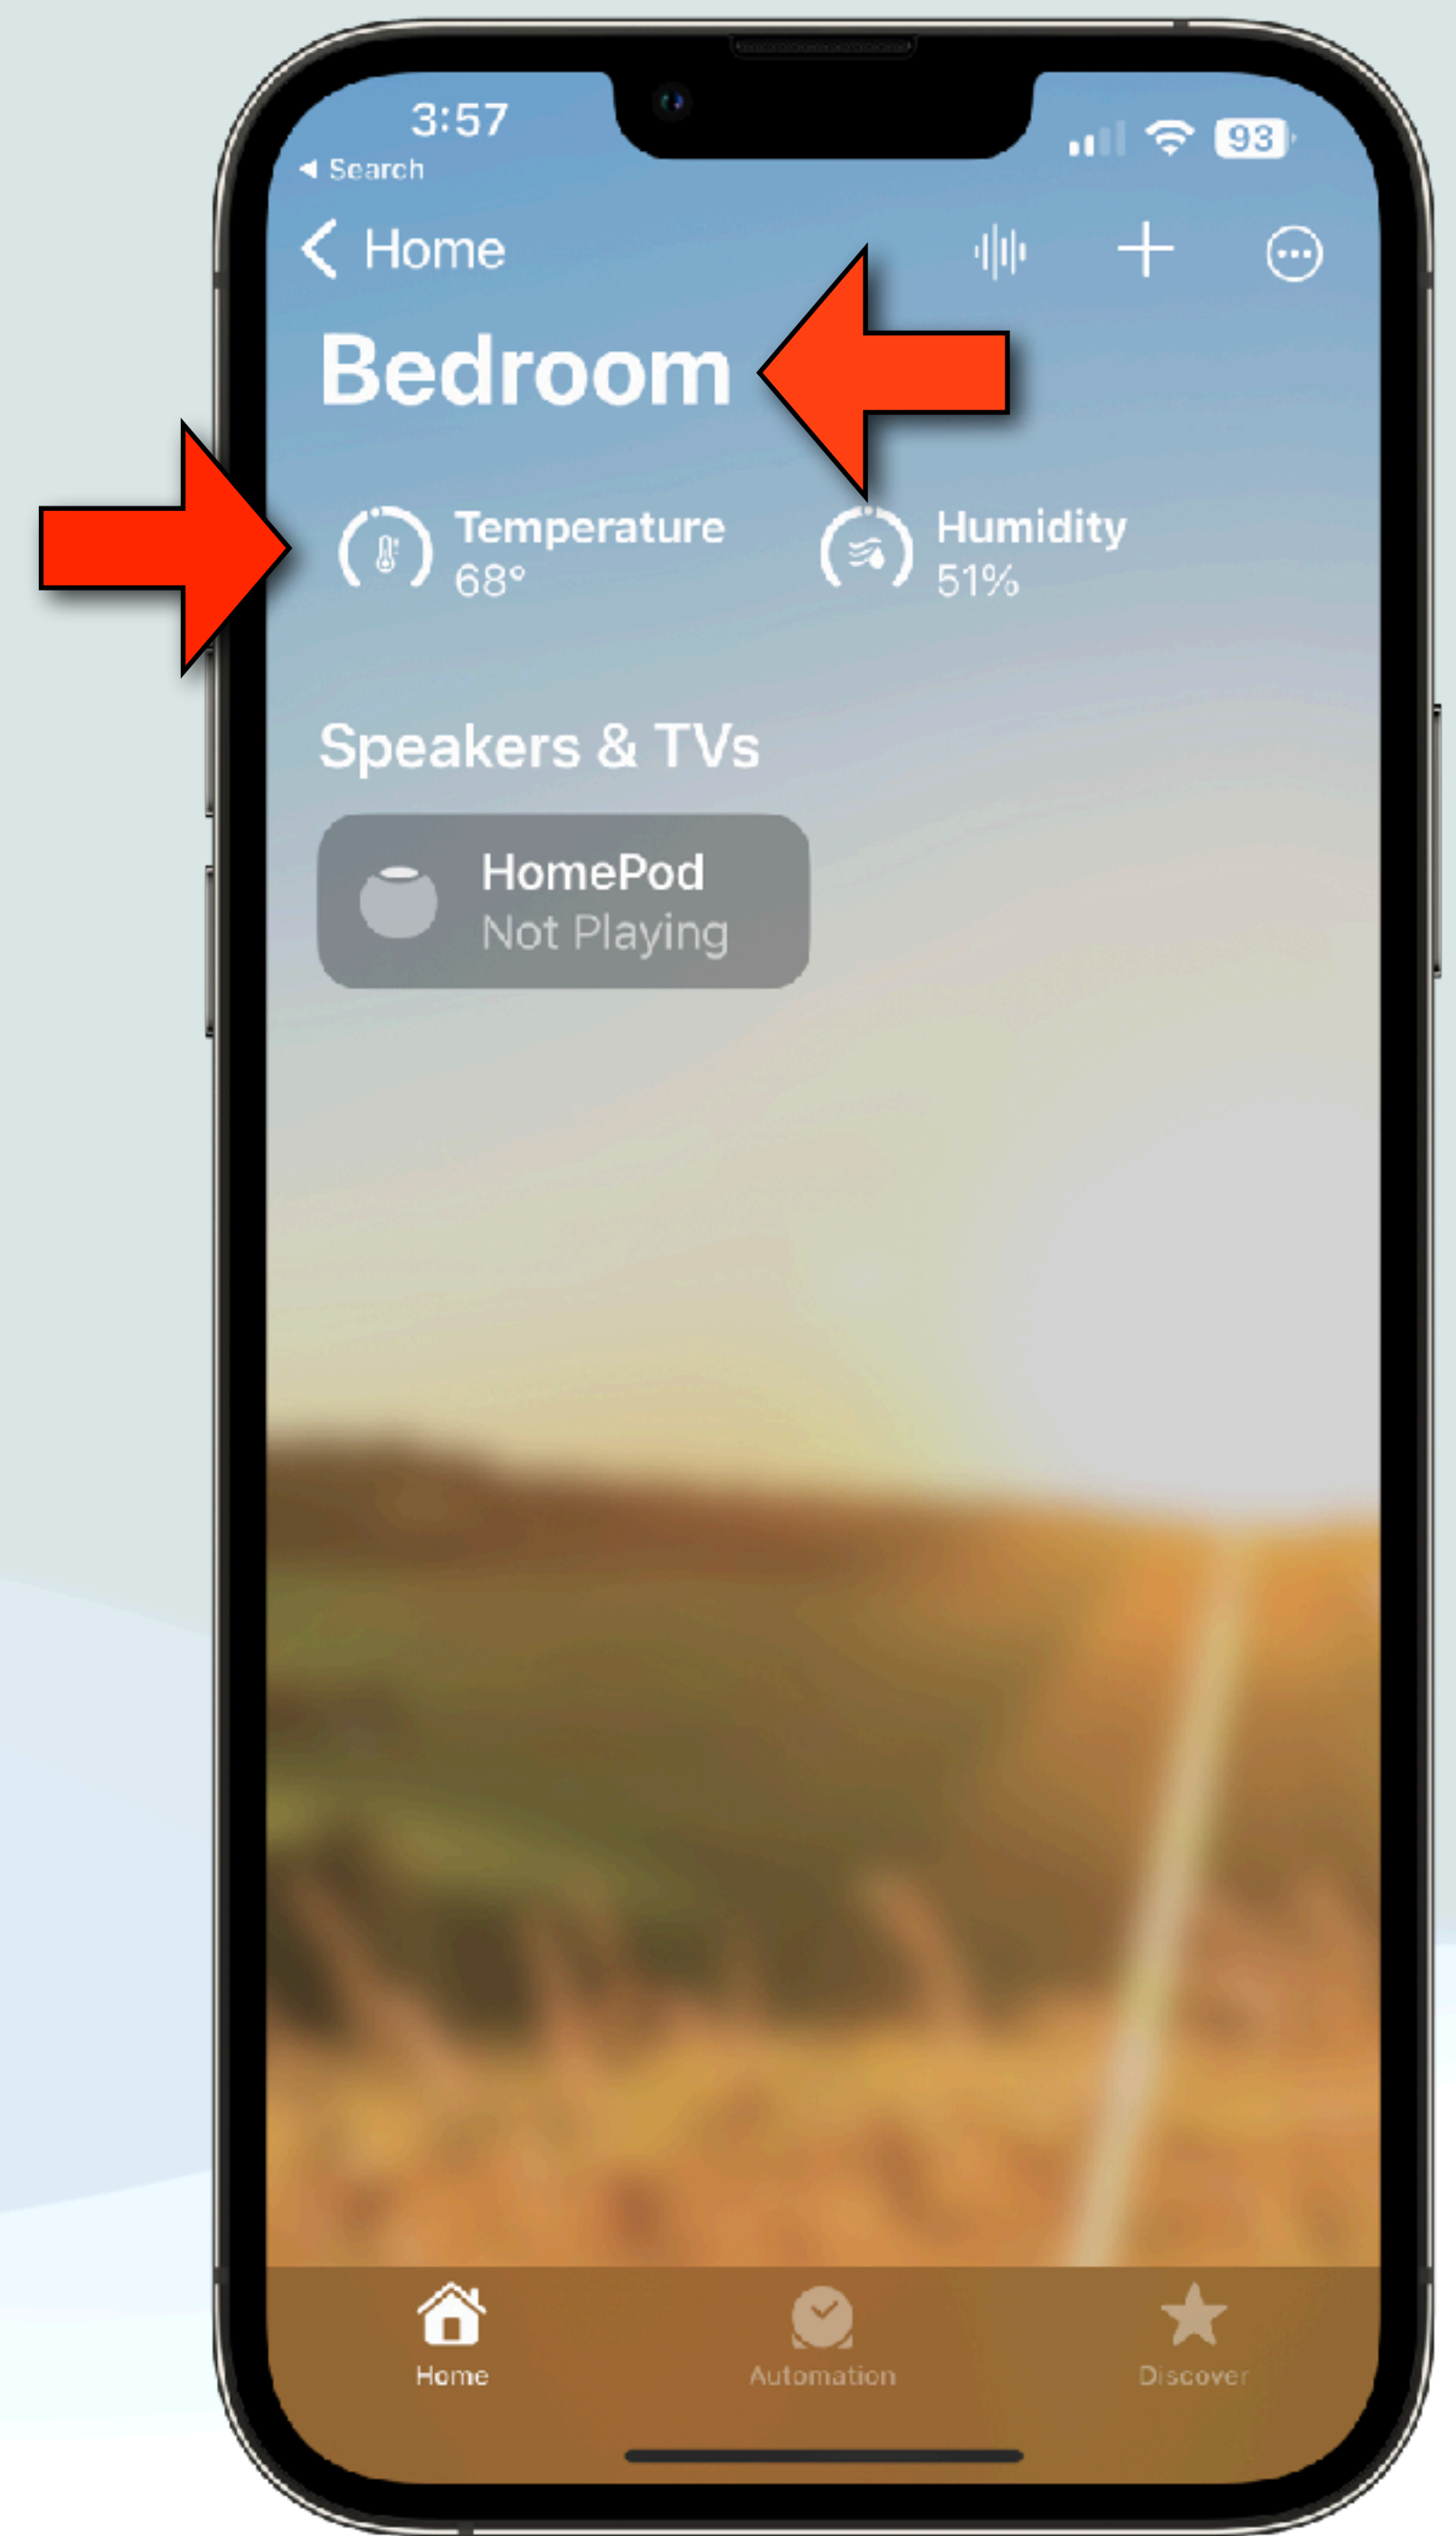 3:57
93
Search
Home
Bedroom
Temperature
68°
Humidity
51%
Speakers & TVs
HomePod
Not Playing
Home
Automation
Discover